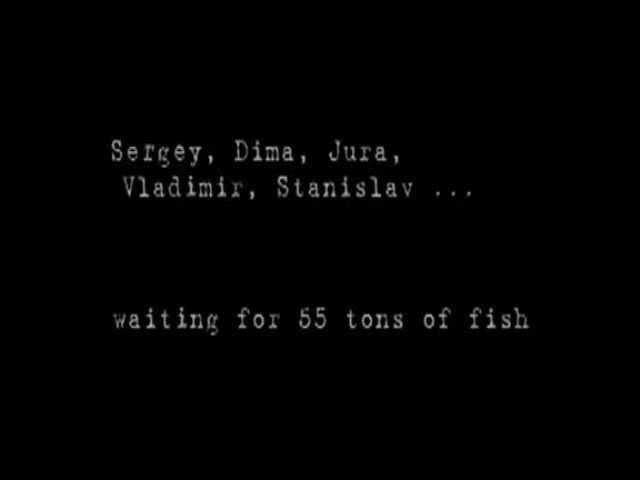 Sergey, Dima, Jura,
Vladimir, Stanislav ...
waiting for 55 tons of fish